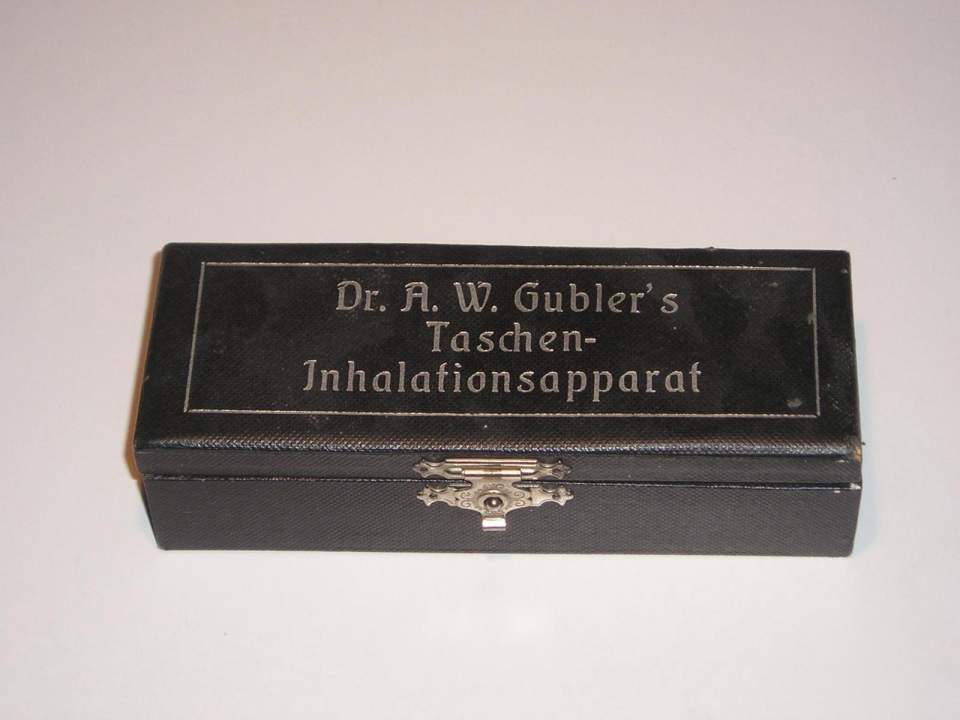 Dr. A. W. Gubler's
Taschen-
Inhalationsapparat